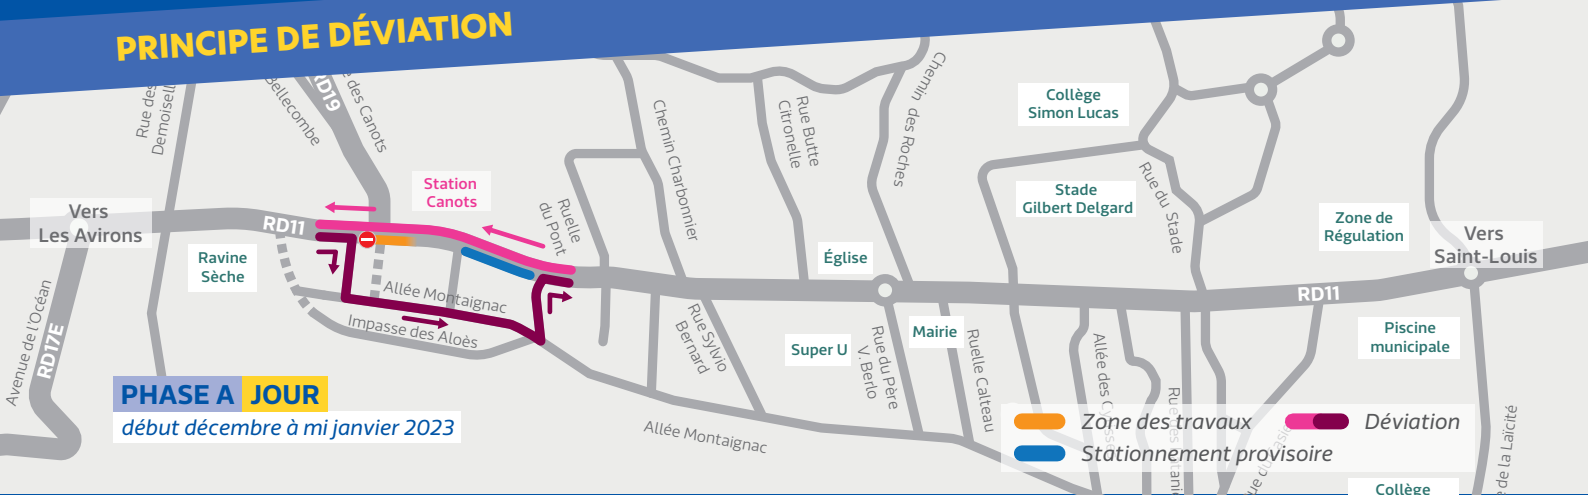 PRINCIPE DE DÉVIATION
Rue des
Demoisell
Bellecombe
RD19
e des Canots
Station
Canots
Ruelle
du Pont
Chemin Charbonnier
Rue Butte
Citronelle
Chemin des Roches
Collège
Simon Lucas
Stade
Gilbert Delgard
Rue du Stade
Zone de
Régulation
Vers
Saint-Louis
Vers
Les Avirons
RD11
Ravine
Sèche
Allée Montaignac
Impasse des Aloès
Église
RD11
Avenue de l'Océan
RD17E
Rue Sylvio
Bernard
Super U
Rue du Père
V. Berlo
Mairie
Ruelle Calteau
Allée des Cy
Piscine
municipale
PHASE A JOUR
début décembre à mi janvier 2023
Allée Montaignac
Zone des travaux
Déviation
Stationnement provisoire
e de la Laïcité
Collège